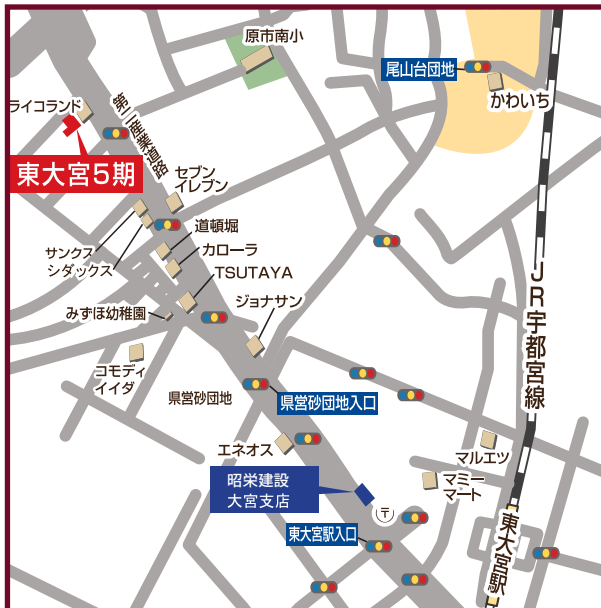 原市南小
尾山台団地
かわいち
ライコランド
第二産業道路
東大宮5期
セブン
イレブン
サンクス
シダックス
道頓堀
カローラ
TSUTAYA
みずほ幼稚園
ジョナサン
JR宇都宮線
コモディ
イイダ
県営砂団地
県営砂団地入口
エネオス
マルエツ
昭栄建設
大宮支店
マミー
マート
〒
東大宮駅入口
東大宮駅